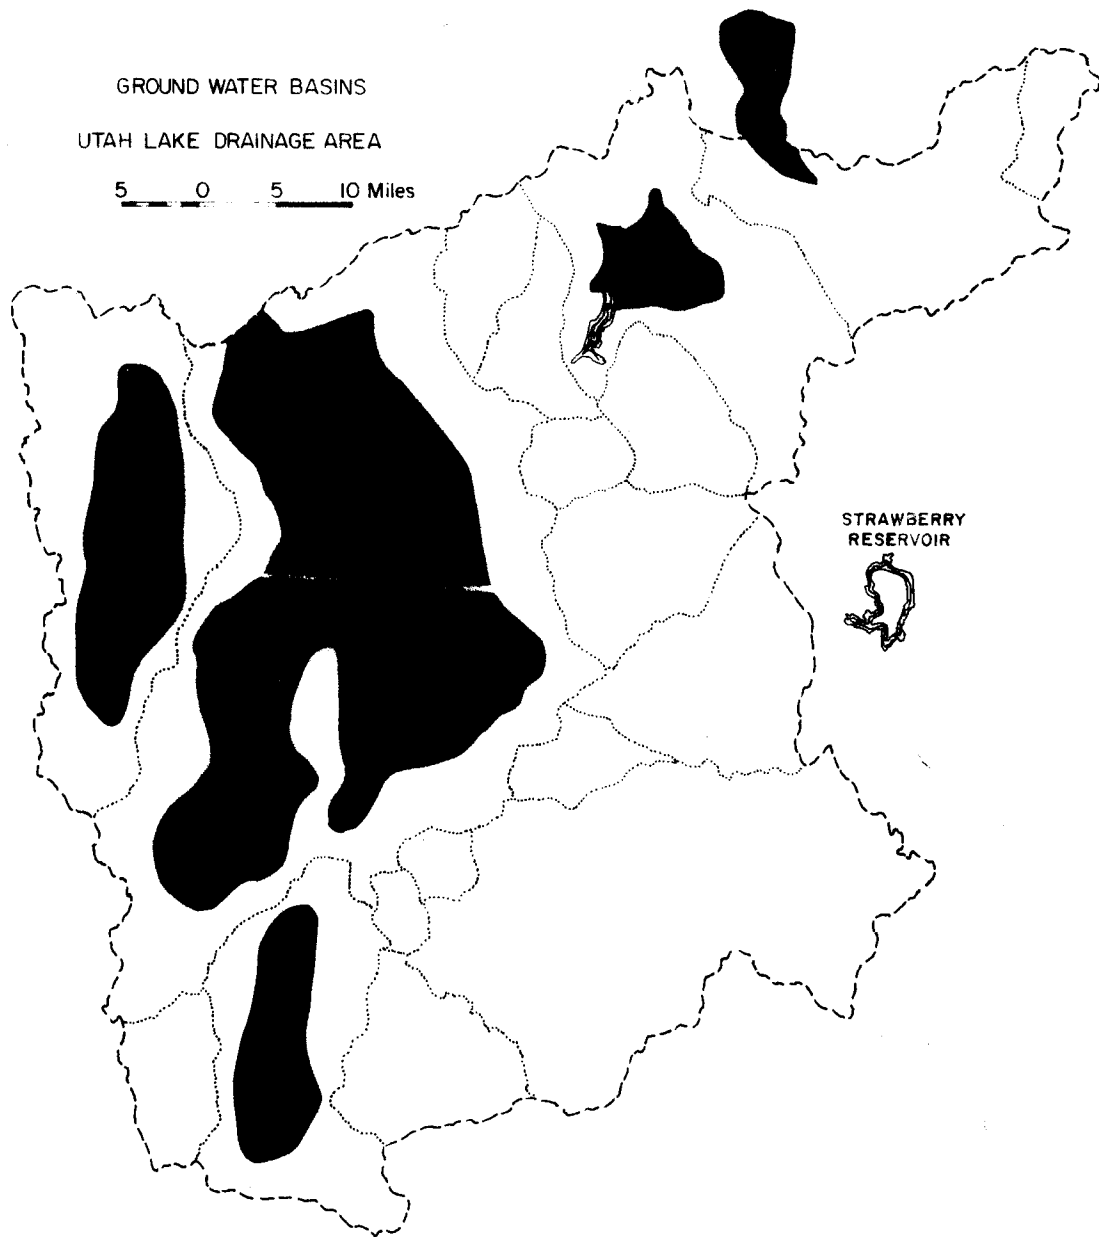 GROUND WATER BASINS
UTAH LAKE DRAINAGE AREA
5 0 5 10 Miles
STRAWBERRY
RESERVOIR